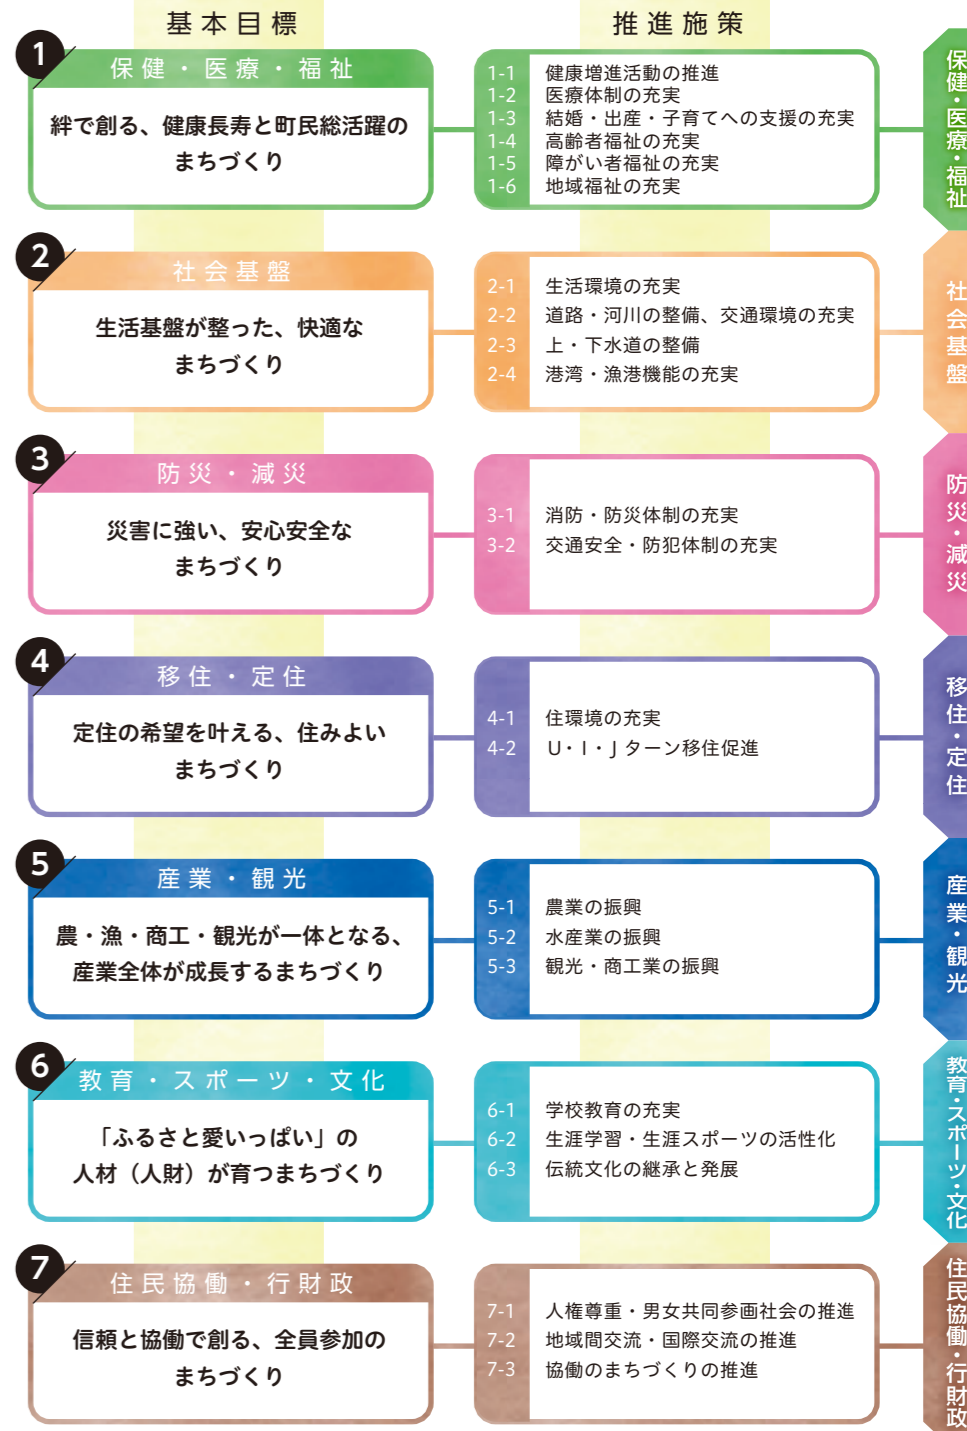 基本目標
推進施策
1
保健・医療・福祉
絆で創る、健康長寿と町民総活躍の
まちづくり
1-1 健康増進活動の推進
1-2 医療体制の充実
1-3 結婚・出産・子育てへの支援の充実
1-4 高齢者福祉の充実
1-5 障がい者福祉の充実
1-6 地域福祉の充実
保健・医療・福祉
2
社会基盤
生活基盤が整った、快適な
まちづくり
2-1 生活環境の充実
2-2 道路・河川の整備、交通環境の充実
2-3 上・下水道の整備
2-4 港湾・漁港機能の充実
社会基盤
3
防災・減災
災害に強い、安心安全な
まちづくり
3-1 消防・防災体制の充実
3-2 交通安全・防犯体制の充実
防災・減災
4
移住・定住
定住の希望を叶える、住みよい
まちづくり
4-1 住環境の充実
4-2 U・I・Jターン移住促進
移住・定住
5
産業・観光
農・漁・商工・観光が一体となる、
産業全体が成長するまちづくり
5-1 農業の振興
5-2 水産業の振興
5-3 観光・商工業の振興
産業・観光
6
教育・スポーツ・文化
「ふるさと愛いっぱい」の
人材（人財）が育つまちづくり
6-1 学校教育の充実
6-2 生涯学習・生涯スポーツの活性化
6-3 伝統文化の継承と発展
教育・スポーツ・文化
7
住民協働・行財政
信頼と協働で創る、全員参加の
まちづくり
7-1 人権尊重・男女共同参画社会の推進
7-2 地域間交流・国際交流の推進
7-3 協働のまちづくりの推進
住民協働・行財政